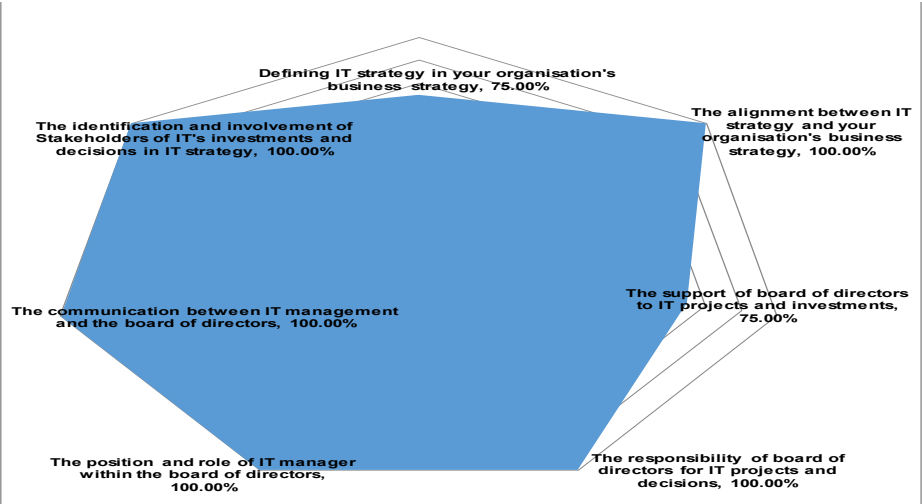 Defining IT strategy in your organisation's
business strategy, 75.00%
The alignment between IT
strategy and your
organisation's business
strategy, 100.00%
The support of board of directors
to IT projects and investments,
75.00%
The responsibility of board of
directors for IT projects and
decisions, 100.00%
The position and role of IT manager
within the board of directors,
100.00%
The communication between IT management
and the board of directors, 100.00%
The identification and involvement of
Stakeholders of IT's investments and
decisions in IT strategy, 100.00%